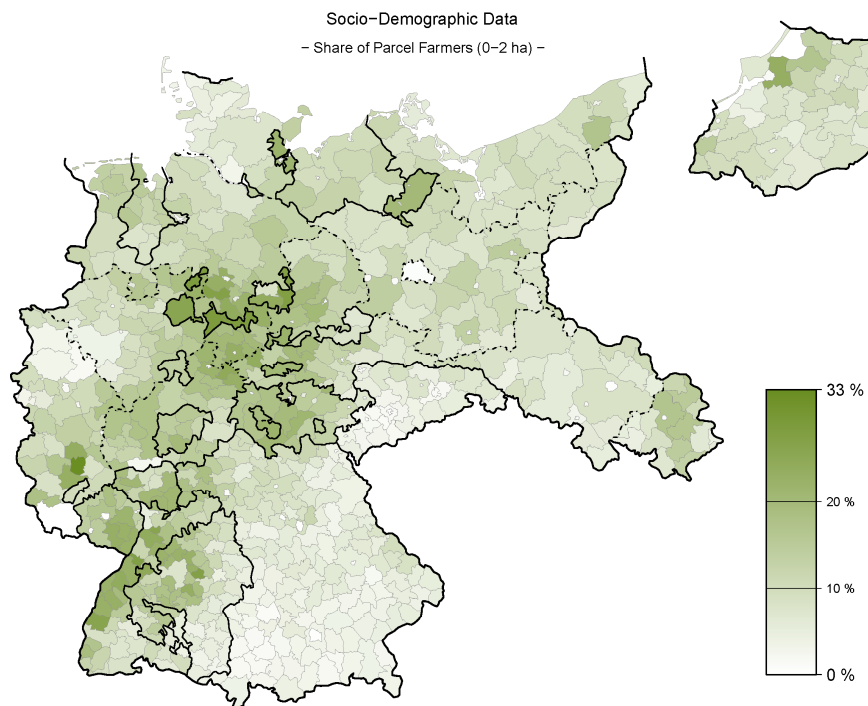 Socio−Demographic Data
− Share of Parcel Farmers (0−2 ha) −
33 %
20 %
10 %
0 %